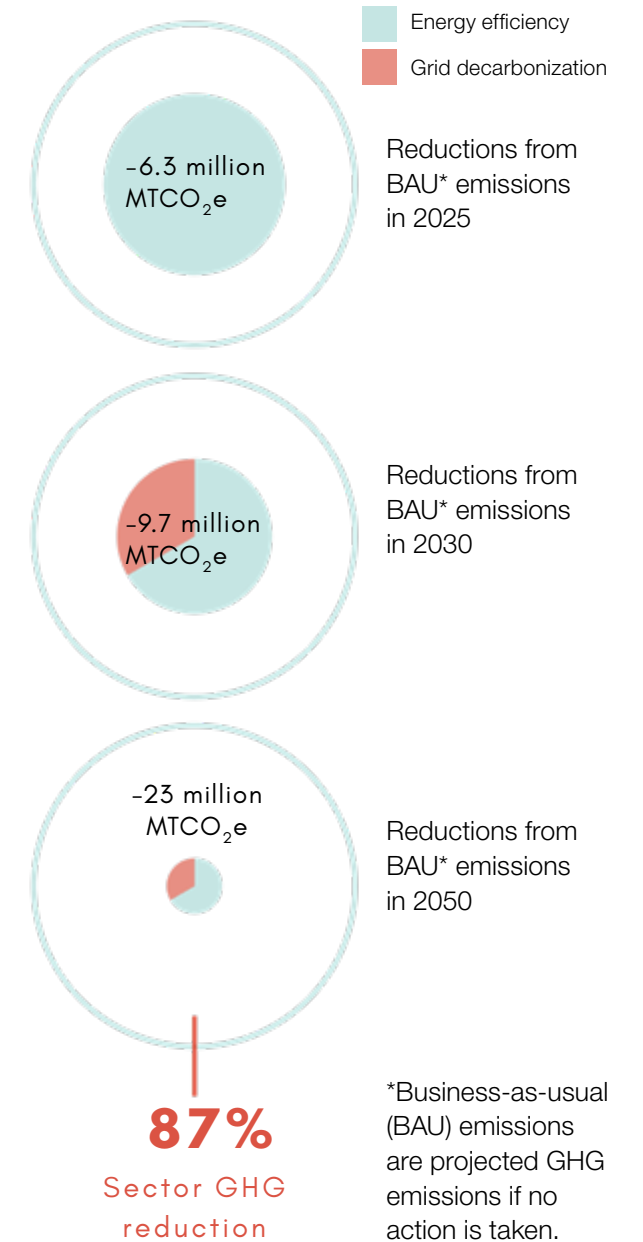 Energy efficiency
Grid decarbonization
-6.3 million
MTCO₂e
Reductions from
BAU* emissions
in 2025
-9.7 million
MTCO₂e
Reductions from
BAU* emissions
in 2030
-23 million
MTCO₂e
Reductions from
BAU* emissions
in 2050
87%
Sector GHG
reduction
*Business-as-usual
(BAU) emissions
are projected GHG
emissions if no
action is taken.